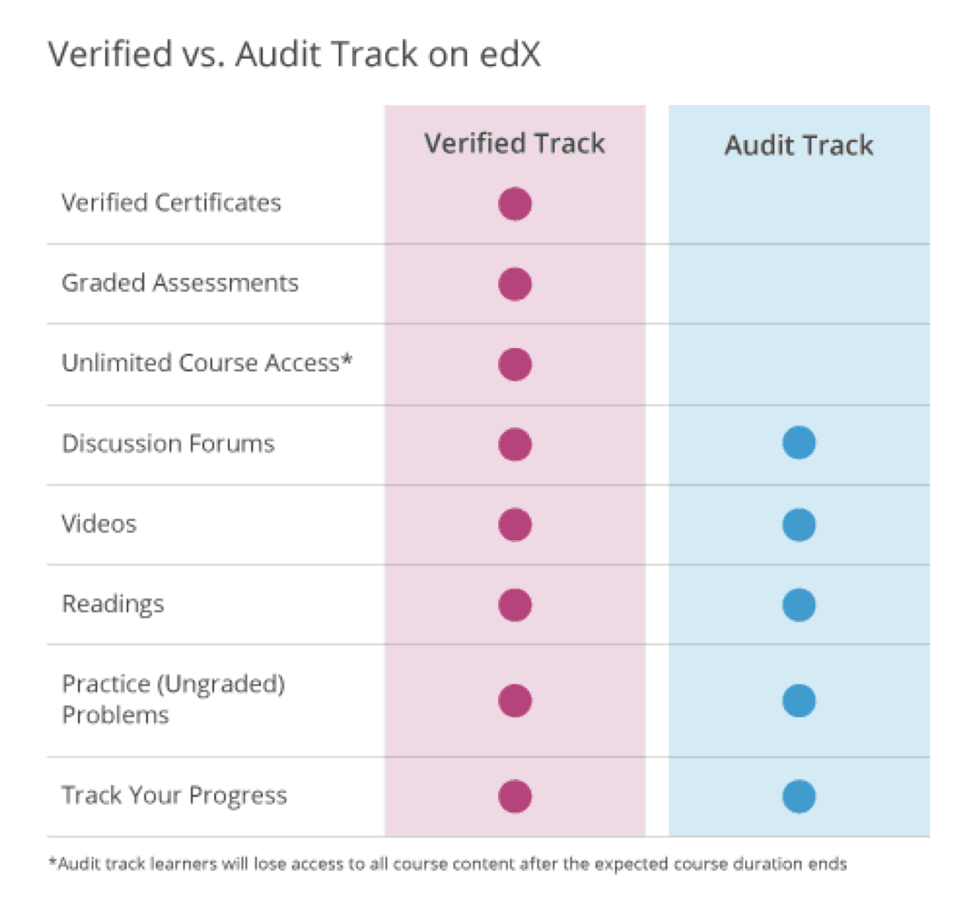 Verified vs. Audit Track on edX
Verified Track
Audit Track
Verified Certificates
Graded Assessments
Unlimited Course Access*
Discussion Forums
Videos
Readings
Practice (Ungraded)
Problems
Track Your Progress
*Audit track learners will lose access to all course content after the expected course duration ends